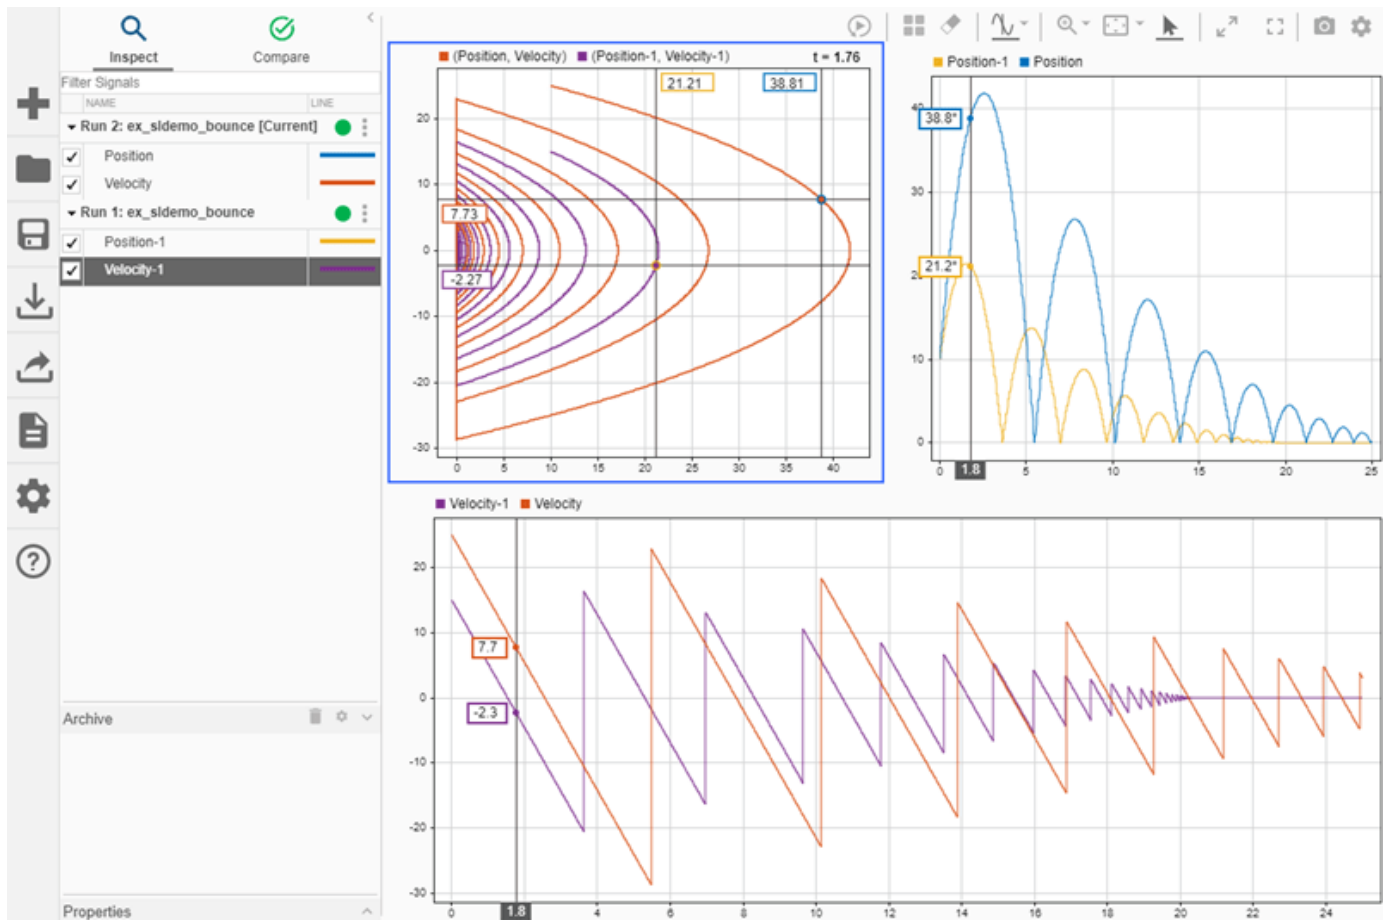 Inspect
Compare
Filter Signals
NAME LINE
Run 2: ex_sldemo_bounce [Current]
Position
Velocity
Run 1: ex_sldemo_bounce
Position-1
Velocity-1
Archive
Properties
(Position, Velocity) (Position-1, Velocity-1) t = 1.76
21.21 38.81
20
10
7.73
0
-2.27
-10
-20
-30
0 5 10 15 20 25 30 35 40
Position-1 Position
40
38.8*
30
21.2*
10
0
0 1.8 5 10 15 20 25
Velocity-1 Velocity
20
10
7.7
0
-2.3
-10
-20
-30
0 1.8 4 6 8 10 12 14 16 18 20 22 24